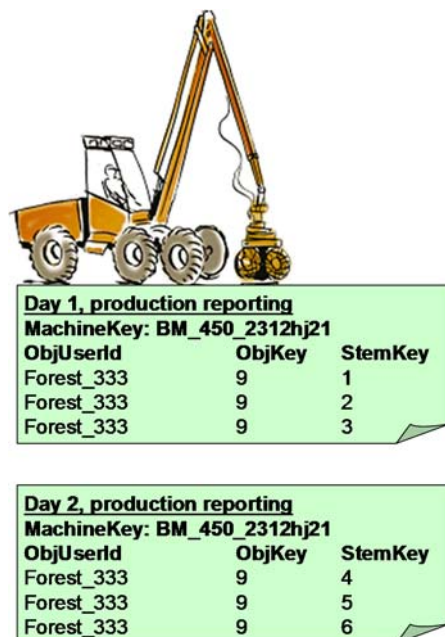 Day 1, production reporting
MachineKey: BM_450_2312hj21
ObjUserId ObjKey StemKey
Forest_333 9 1
Forest_333 9 2
Forest_333 9 3
Day 2, production reporting
MachineKey: BM_450_2312hj21
ObjUserId ObjKey StemKey
Forest_333 9 4
Forest_333 9 5
Forest_333 9 6